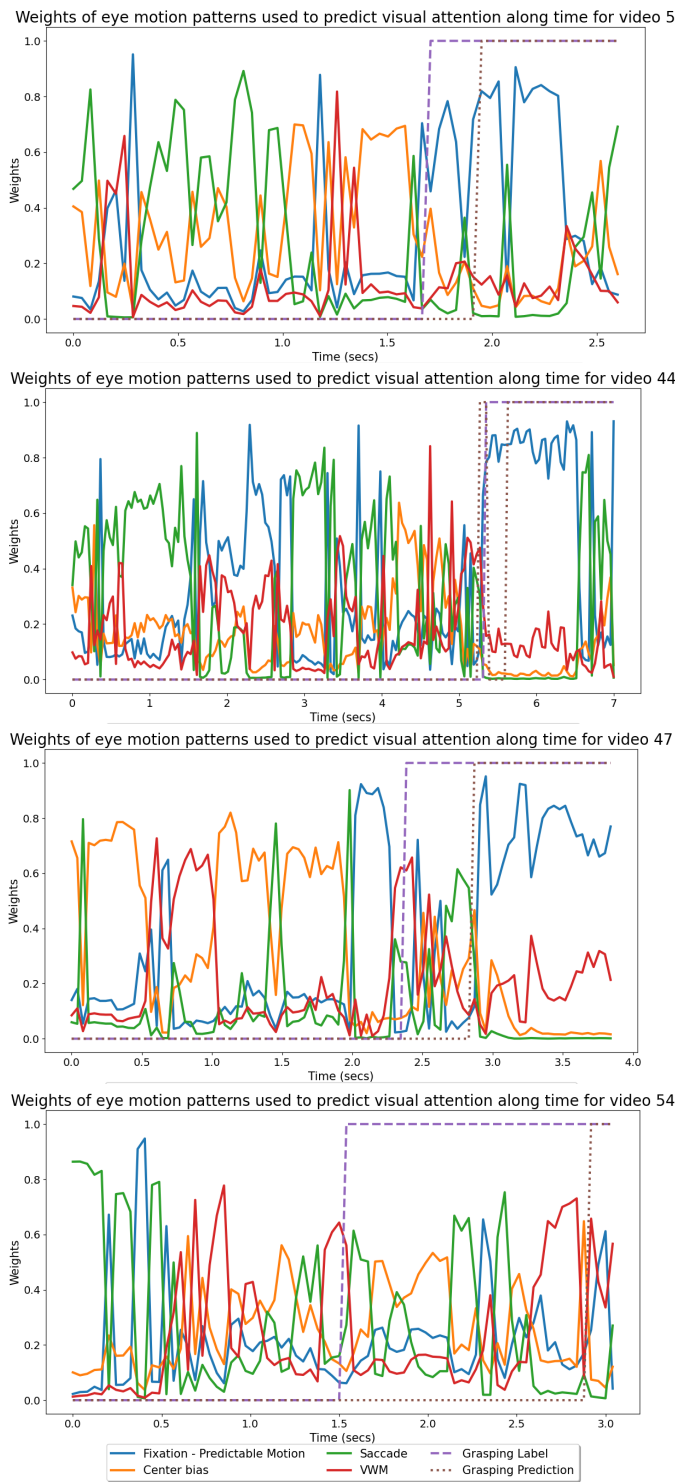 Weights of eye motion patterns used to predict visual attention along time for video 5
1.0
0.8
0.6
0.4
0.2
0.0
Weights
0.0 0.5 1.0 1.5 2.0 2.5
Time (secs)
Weights of eye motion patterns used to predict visual attention along time for video 44
1.0
0.8
0.6
0.4
0.2
0.0
Weights
0 1 2 3 4 5 6 7
Time (secs)
Weights of eye motion patterns used to predict visual attention along time for video 47
1.0
0.8
0.6
0.4
0.2
0.0
Weights
0.0 0.5 1.0 1.5 2.0 2.5 3.0 3.5 4.0
Time (secs)
Weights of eye motion patterns used to predict visual attention along time for video 54
1.0
0.8
0.6
0.4
0.2
0.0
Weights
0.0 0.5 1.0 1.5 2.0 2.5 3.0
Time (secs)
Fixation - Predictable Motion Saccade Grasping Label
Center bias VWM Grasping Prediction